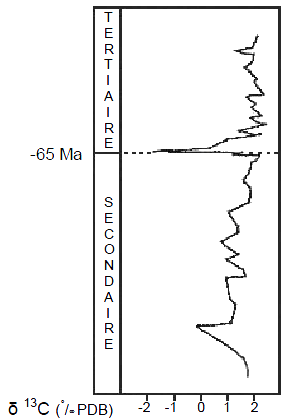 TERTIAIRE
-65 Ma
SECONDAIRE
δ ¹³C (°/∘∘ PDB) -2 -1 0 1 2